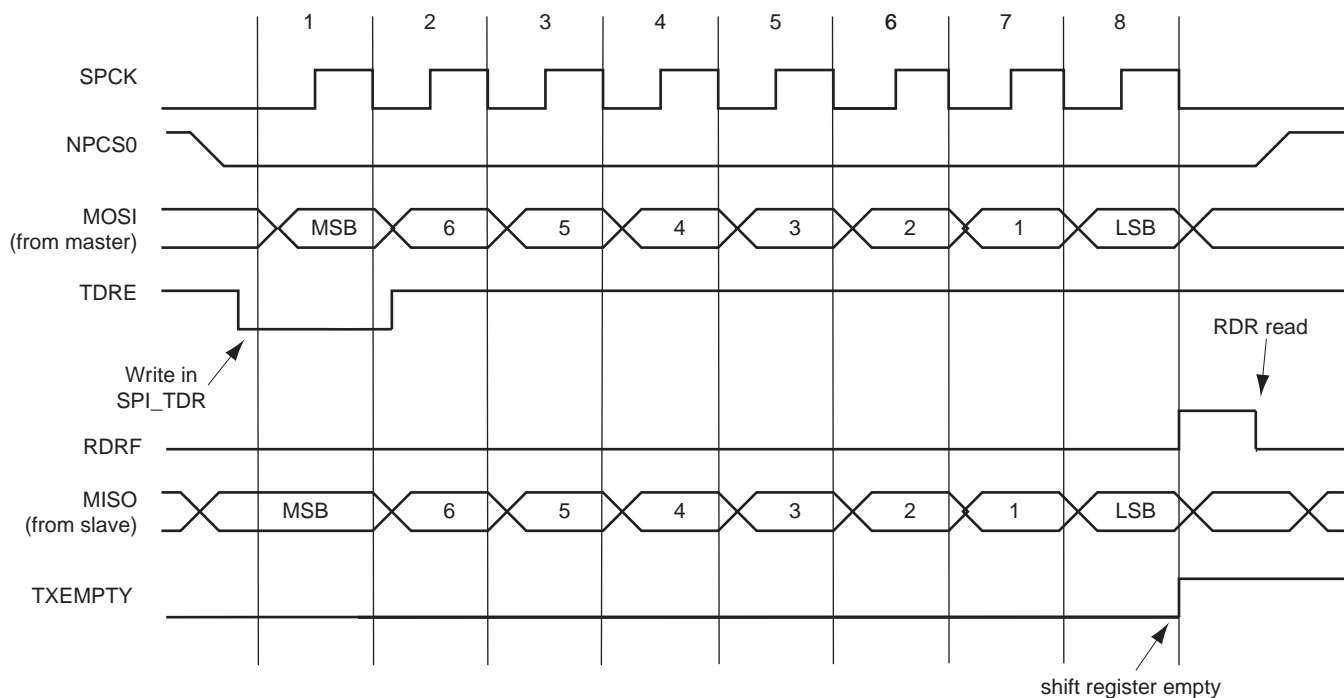 1 2 3 4 5 6 7 8
SPCK
NPCS0
MOSI
(from master)
MSB 6 5 4 3 2 1 LSB
TDRE
RDR read
Write in
SPI_TDR
RDRF
MISO
(from slave)
MSB 6 5 4 3 2 1 LSB
TXEMPTY
shift register empty